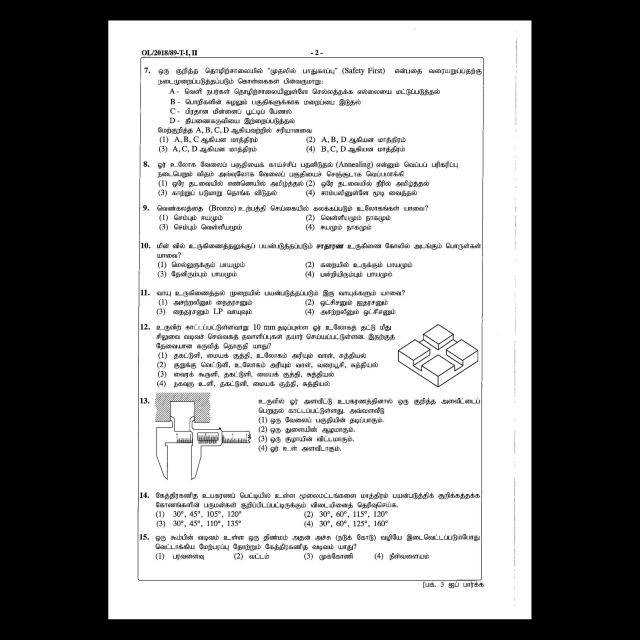 OL/2018/89-T-I, II
- 2 -
7. ஒரு குறித்த தொழிற்சாலையில் "முதலில் பாதுகாப்பு" (Safety First) என்பதை வரையறுப்பதற்கு
நடைமுறைப்படுத்தப்படும் கொள்கைகள் பின்வருமாறு:
A - வெளி நபர்கள் தொழிற்சாலையினுள்ளே செல்லத்தக்க எல்லையை மட்டுப்படுத்தல்
B - பொறிகளின் சுழலும் பகுதிகளுக்காக மறைப்பை இடுதல்
C - பிரதான மின்னைப் பூட்டிப் பேணல்
D - தீயணைகருவியை இற்றைப்படுத்தல்
மேற்குறித்த A, B, C, D ஆகியவற்றில் சரியானவை
(1) A, B, C ஆகியன மாத்திரம் (2) A, B, D ஆகியன மாத்திரம்
(3) A, C, D ஆகியன மாத்திரம் (4) B, C, D ஆகியன மாத்திரம்
8. ஓர் உலோக வேலைப் பகுதியைக் காய்ச்சிப் பதனிடுதல் (Annealing) என்னும் வெப்பப் பரிகரிப்பு
நடைபெறும் விதம் அவ்வுலோக வேலைப் பகுதியைச் செஞ்சூடாக வெப்பமாக்கி
(1) ஒரே தடவையில் எண்ணெயில் அமிழ்த்தல் (2) ஒரே தடவையில் நீரில் அமிழ்த்தல்
(3) காற்றுப் படுமாறு தொங்க விடுதல் (4) சாம்பலினுள்ளே மூடி வைத்தல்
9. வெண்கலத்தை (Bronze) உற்பத்தி செய்கையில் கலக்கப்படும் உலோகங்கள் யாவை?
(1) செம்பும் ஈயமும் (2) வெள்ளீயமும் நாகமும்
(3) செம்பும் வெள்ளீயமும் (4) ஈயமும் நாகமும்
10. மின் வில் உருகிணைத்தலுக்குப் பயன்படுத்தப்படும் சாதாரண உருகிணை கோலில் அடங்கும் பொருள்கள்
யாவை?
(1) மெல்லுருக்கும் பாயமும் (2) கறையில் உருக்கும் பாயமும்
(3) தேனிரும்பும் பாயமும் (4) பன்றியிரும்பும் பாயமும்
11. வாயு உருகிணைத்தல் முறையில் பயன்படுத்தப்படும் இரு வாயுக்களும் யாவை?
(1) அசற்றலீனும் நைதரசனும் (2) ஒட்சிசனும் ஐதரசனும்
(3) நைதரசனும் LP வாயுவும் (4) அசற்றலீனும் ஒட்சிசனும்
12. உருவிற் காட்டப்பட்டுள்ளவாறு 10 mm தடிப்புள்ள ஓர் உலோகத் தட்டு மீது
சிலுவை வடிவச் செவ்வகத் தவாளிப்புகள் தயார் செய்யப்பட்டுள்ளன. இதற்குத்
தேவையான கருவித் தொகுதி யாது?
(1) தகட்டுளி, மையக் குத்தி, உலோகம் அரியும் வாள், சுத்தியல்
(2) குறுக்கு வெட்டுளி, உலோகம் அரியும் வாள், வரையூசி, சுத்தியல்
(3) வைரக் கூருளி, தகட்டுளி, மையக் குத்தி, சுத்தியல்
(4) நகவுரு உளி, தகட்டுளி, மையக் குத்தி, சுத்தியல்
13. உருவில் ஓர் அளவீட்டு உபகரணத்தினால் ஒரு குறித்த அளவீட்டைப்
பெறுதல் காட்டப்பட்டுள்ளது. அவ்வளவீடு
(1) ஒரு வேலைப் பகுதியின் தடிப்பாகும்.
(2) ஒரு துளையின் ஆழமாகும்.
(3) ஒரு குழாயின் விட்டமாகும்.
(4) ஓர் உள் அளவீடாகும்.
14. கேத்திரகணித உபகரணப் பெட்டியில் உள்ள மூலைமட்டங்களை மாத்திரம் பயன்படுத்திக் குறிக்கத்தக்க
கோணங்களின் பருமன்கள் குறிப்பிடப்பட்டிருக்கும் விடையினைத் தெரிவுசெய்க.
(1) 30°, 45°, 105°, 120° (2) 30°, 60°, 115°, 120°
(3) 30°, 45°, 110°, 135° (4) 30°, 60°, 125°, 160°
15. ஒரு கூம்பின் வடிவம் உள்ள ஒரு திண்மம் அதன் அச்சு (நடுக் கோடு) வழியே இடைவெட்டப்படும்போது
வெட்டாக்கிய மேற்பரப்பு தோற்றும் கேத்திரகணித வடிவம் யாது?
(1) பரவளைவு (2) வட்டம் (3) முக்கோணி (4) நீள்வளையம்
[பக். 3 ஐப் பார்க்க